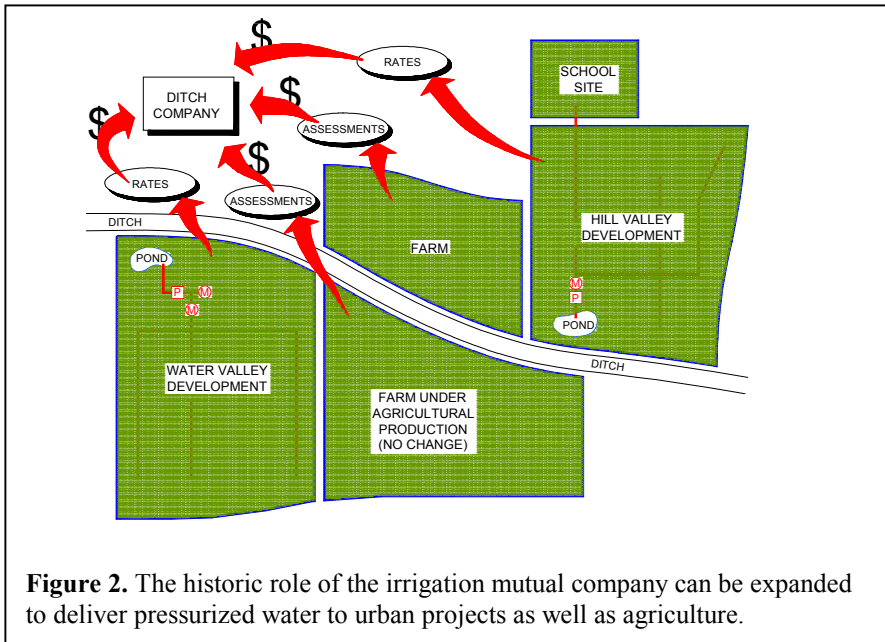 $
RATES
SCHOOL
SITE
DITCH
COMPANY
$
$
ASSESSMENTS
$
RATES
ASSESSMENTS
DITCH
HILL VALLEY
DEVELOPMENT
FARM
POND
P
M
M
M
P
POND
WATER VALLEY
DEVELOPMENT
DITCH
FARM UNDER
AGRICULTURAL
PRODUCTION
(NO CHANGE)
Figure 2. The historic role of the irrigation mutual company can be expanded
to deliver pressurized water to urban projects as well as agriculture.